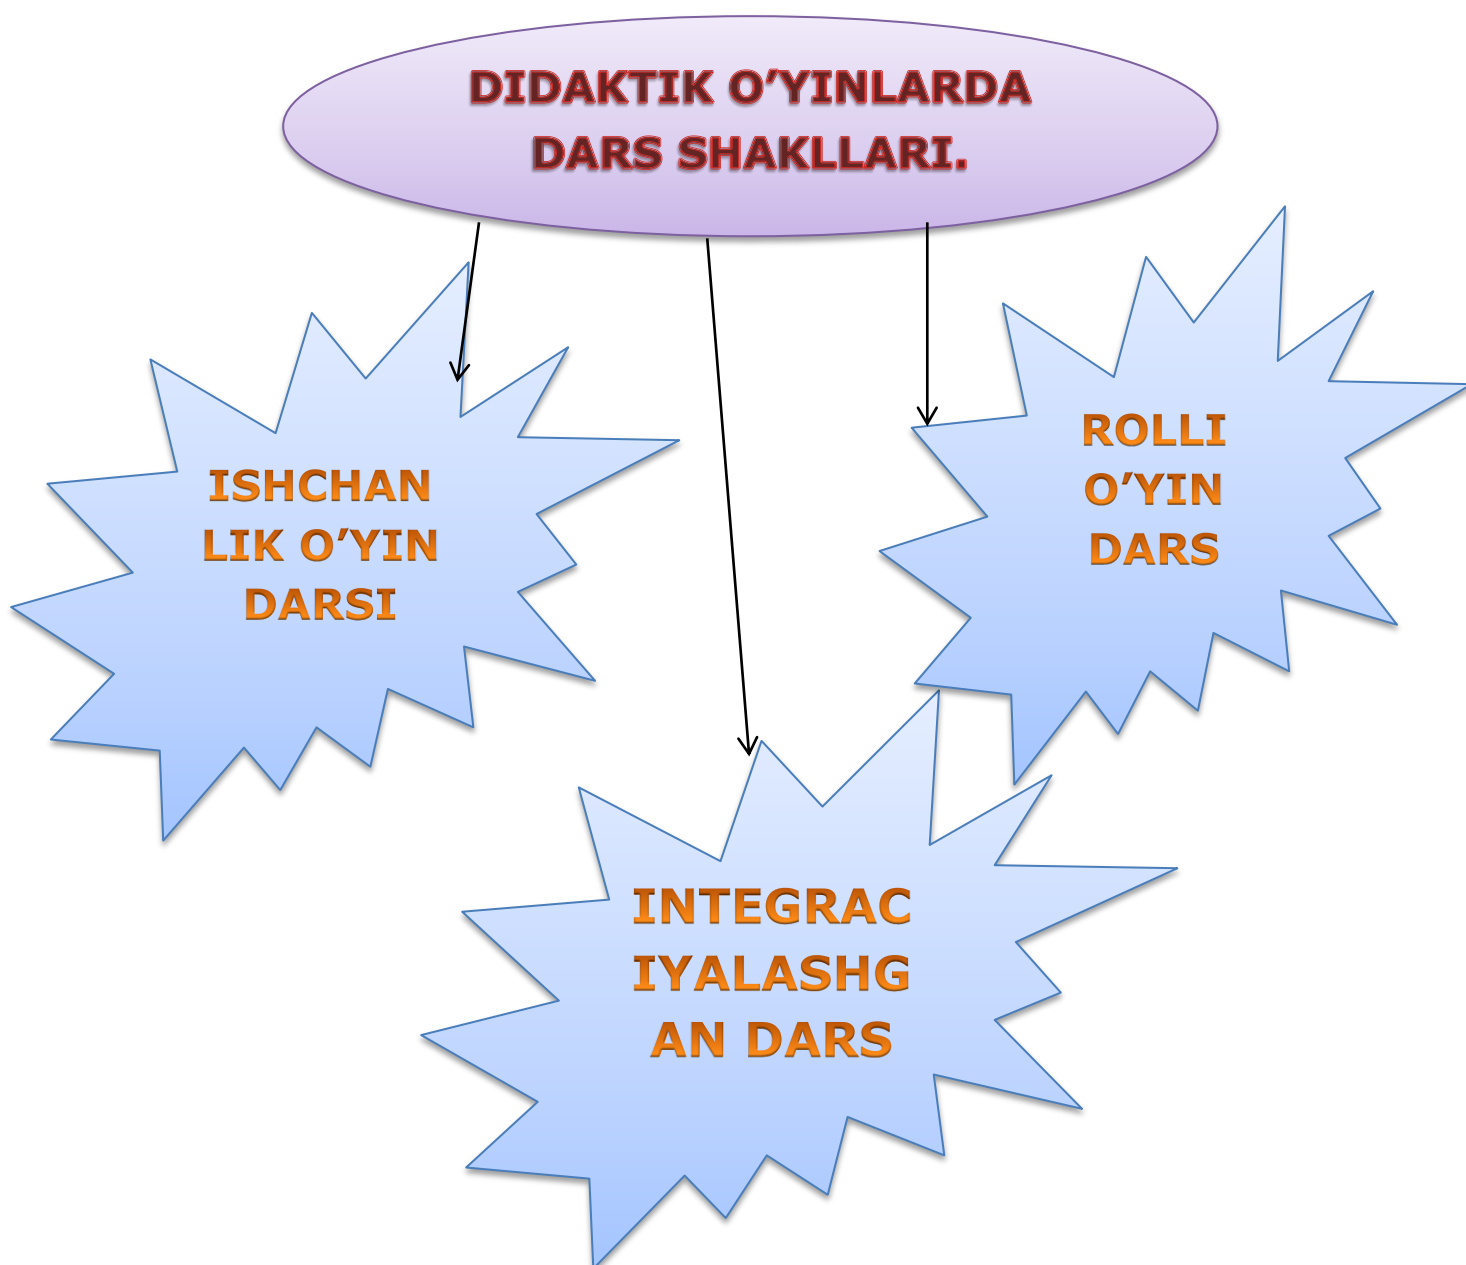 DIDAKTIK O’YINLARDA
DARS SHAKLLARI.
ISHCHAN
LIK O’YIN
DARSI
ROLLI
O’YIN
DARS
INTEGRAC
IYALASHG
AN DARS